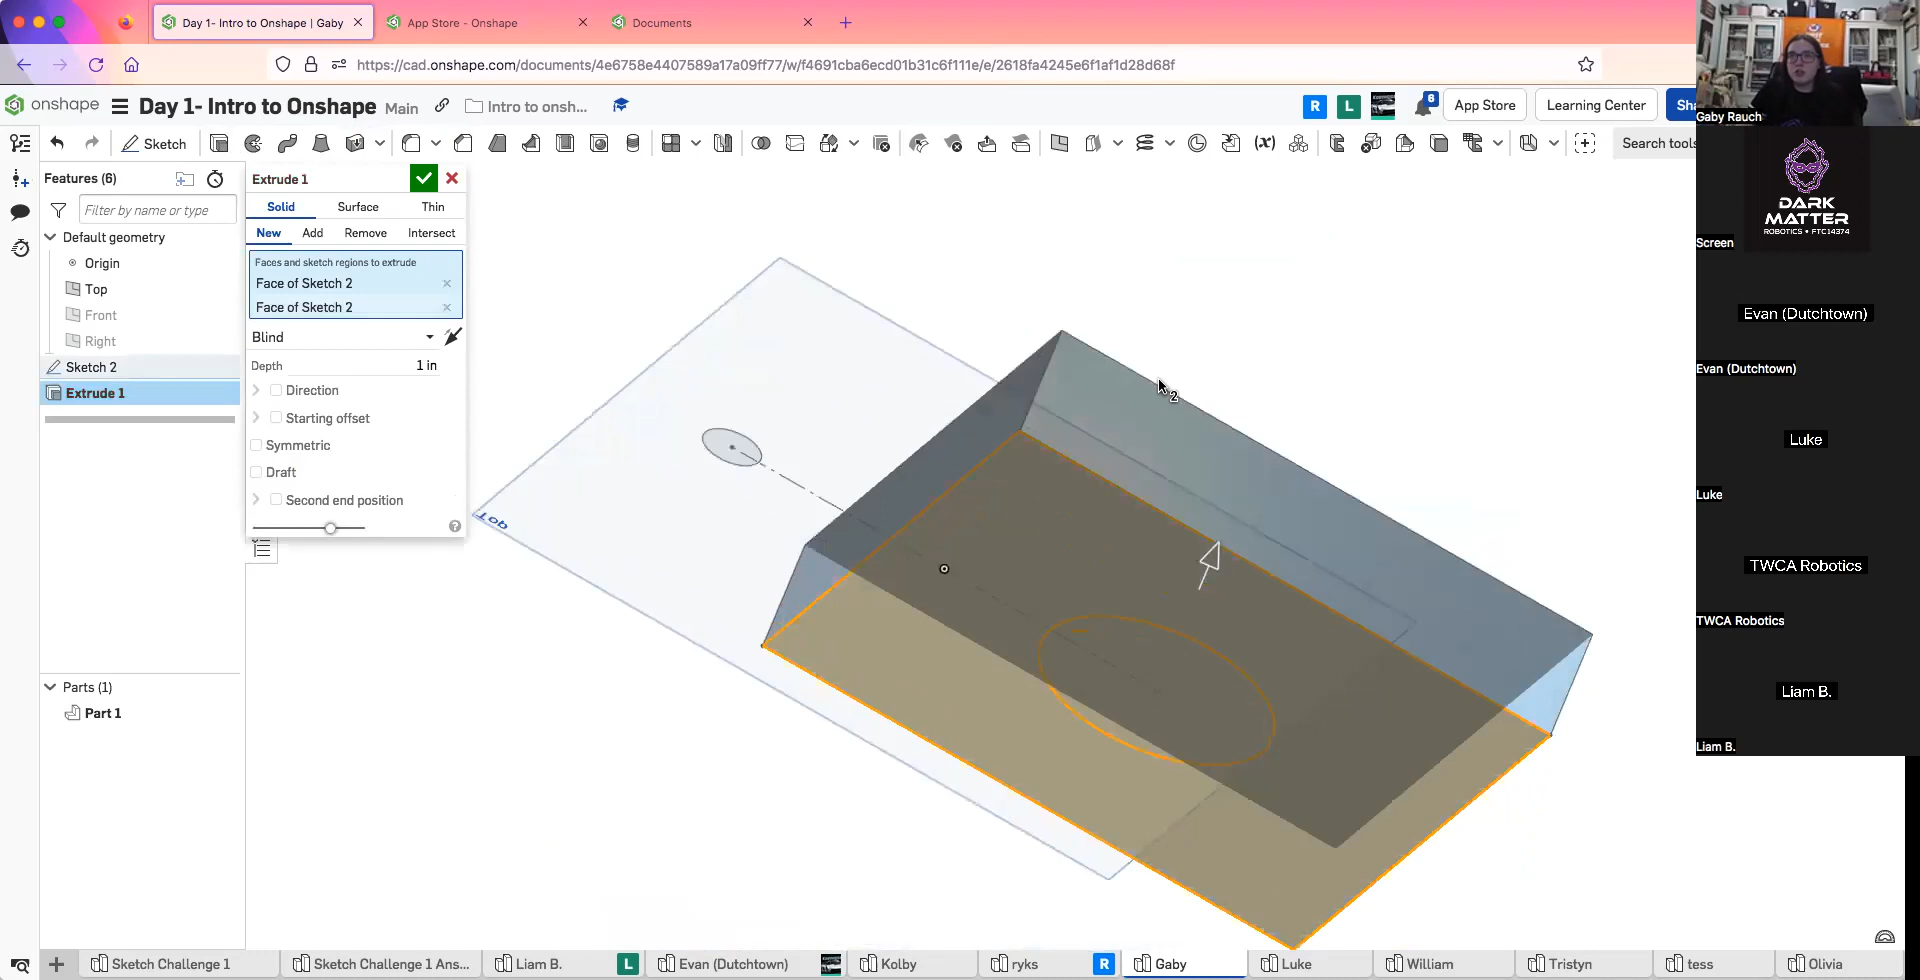 Day 1- Intro to Onshape | Gaby
App Store - Onshape
Documents
https://cad.onshape.com/documents/4e6758e4407589a17a09ff77/w/f4691cba6ecd01b31c6f111e/e/2618fa4245e6f1af1d28d68f
onshape
Day 1- Intro to Onshape
Main
Intro to onsh...
R
L
6
App Store
Learning Center
Sha
Sketch
(x)
Search tools
Features (6)
Filter by name or type
Default geometry
Origin
Top
Front
Right
Sketch 2
Extrude 1
Parts (1)
Part 1
Extrude 1
Solid
Surface
Thin
New
Add
Remove
Intersect
Faces and sketch regions to extrude
Face of Sketch 2
Face of Sketch 2
Blind
Depth
1 in
Direction
Starting offset
Symmetric
Draft
Second end position
Top
2
Gaby Rauch
DARK
MATTER
ROBOTICS • FTC14374
Screen
Evan (Dutchtown)
Evan (Dutchtown)
Luke
Luke
TWCA Robotics
TWCA Robotics
Liam B.
Liam B.
Sketch Challenge 1
Sketch Challenge 1 Ans...
Liam B.
L
Evan (Dutchtown)
Kolby
ryks
R
Gaby
Luke
William
Tristyn
tess
Olivia